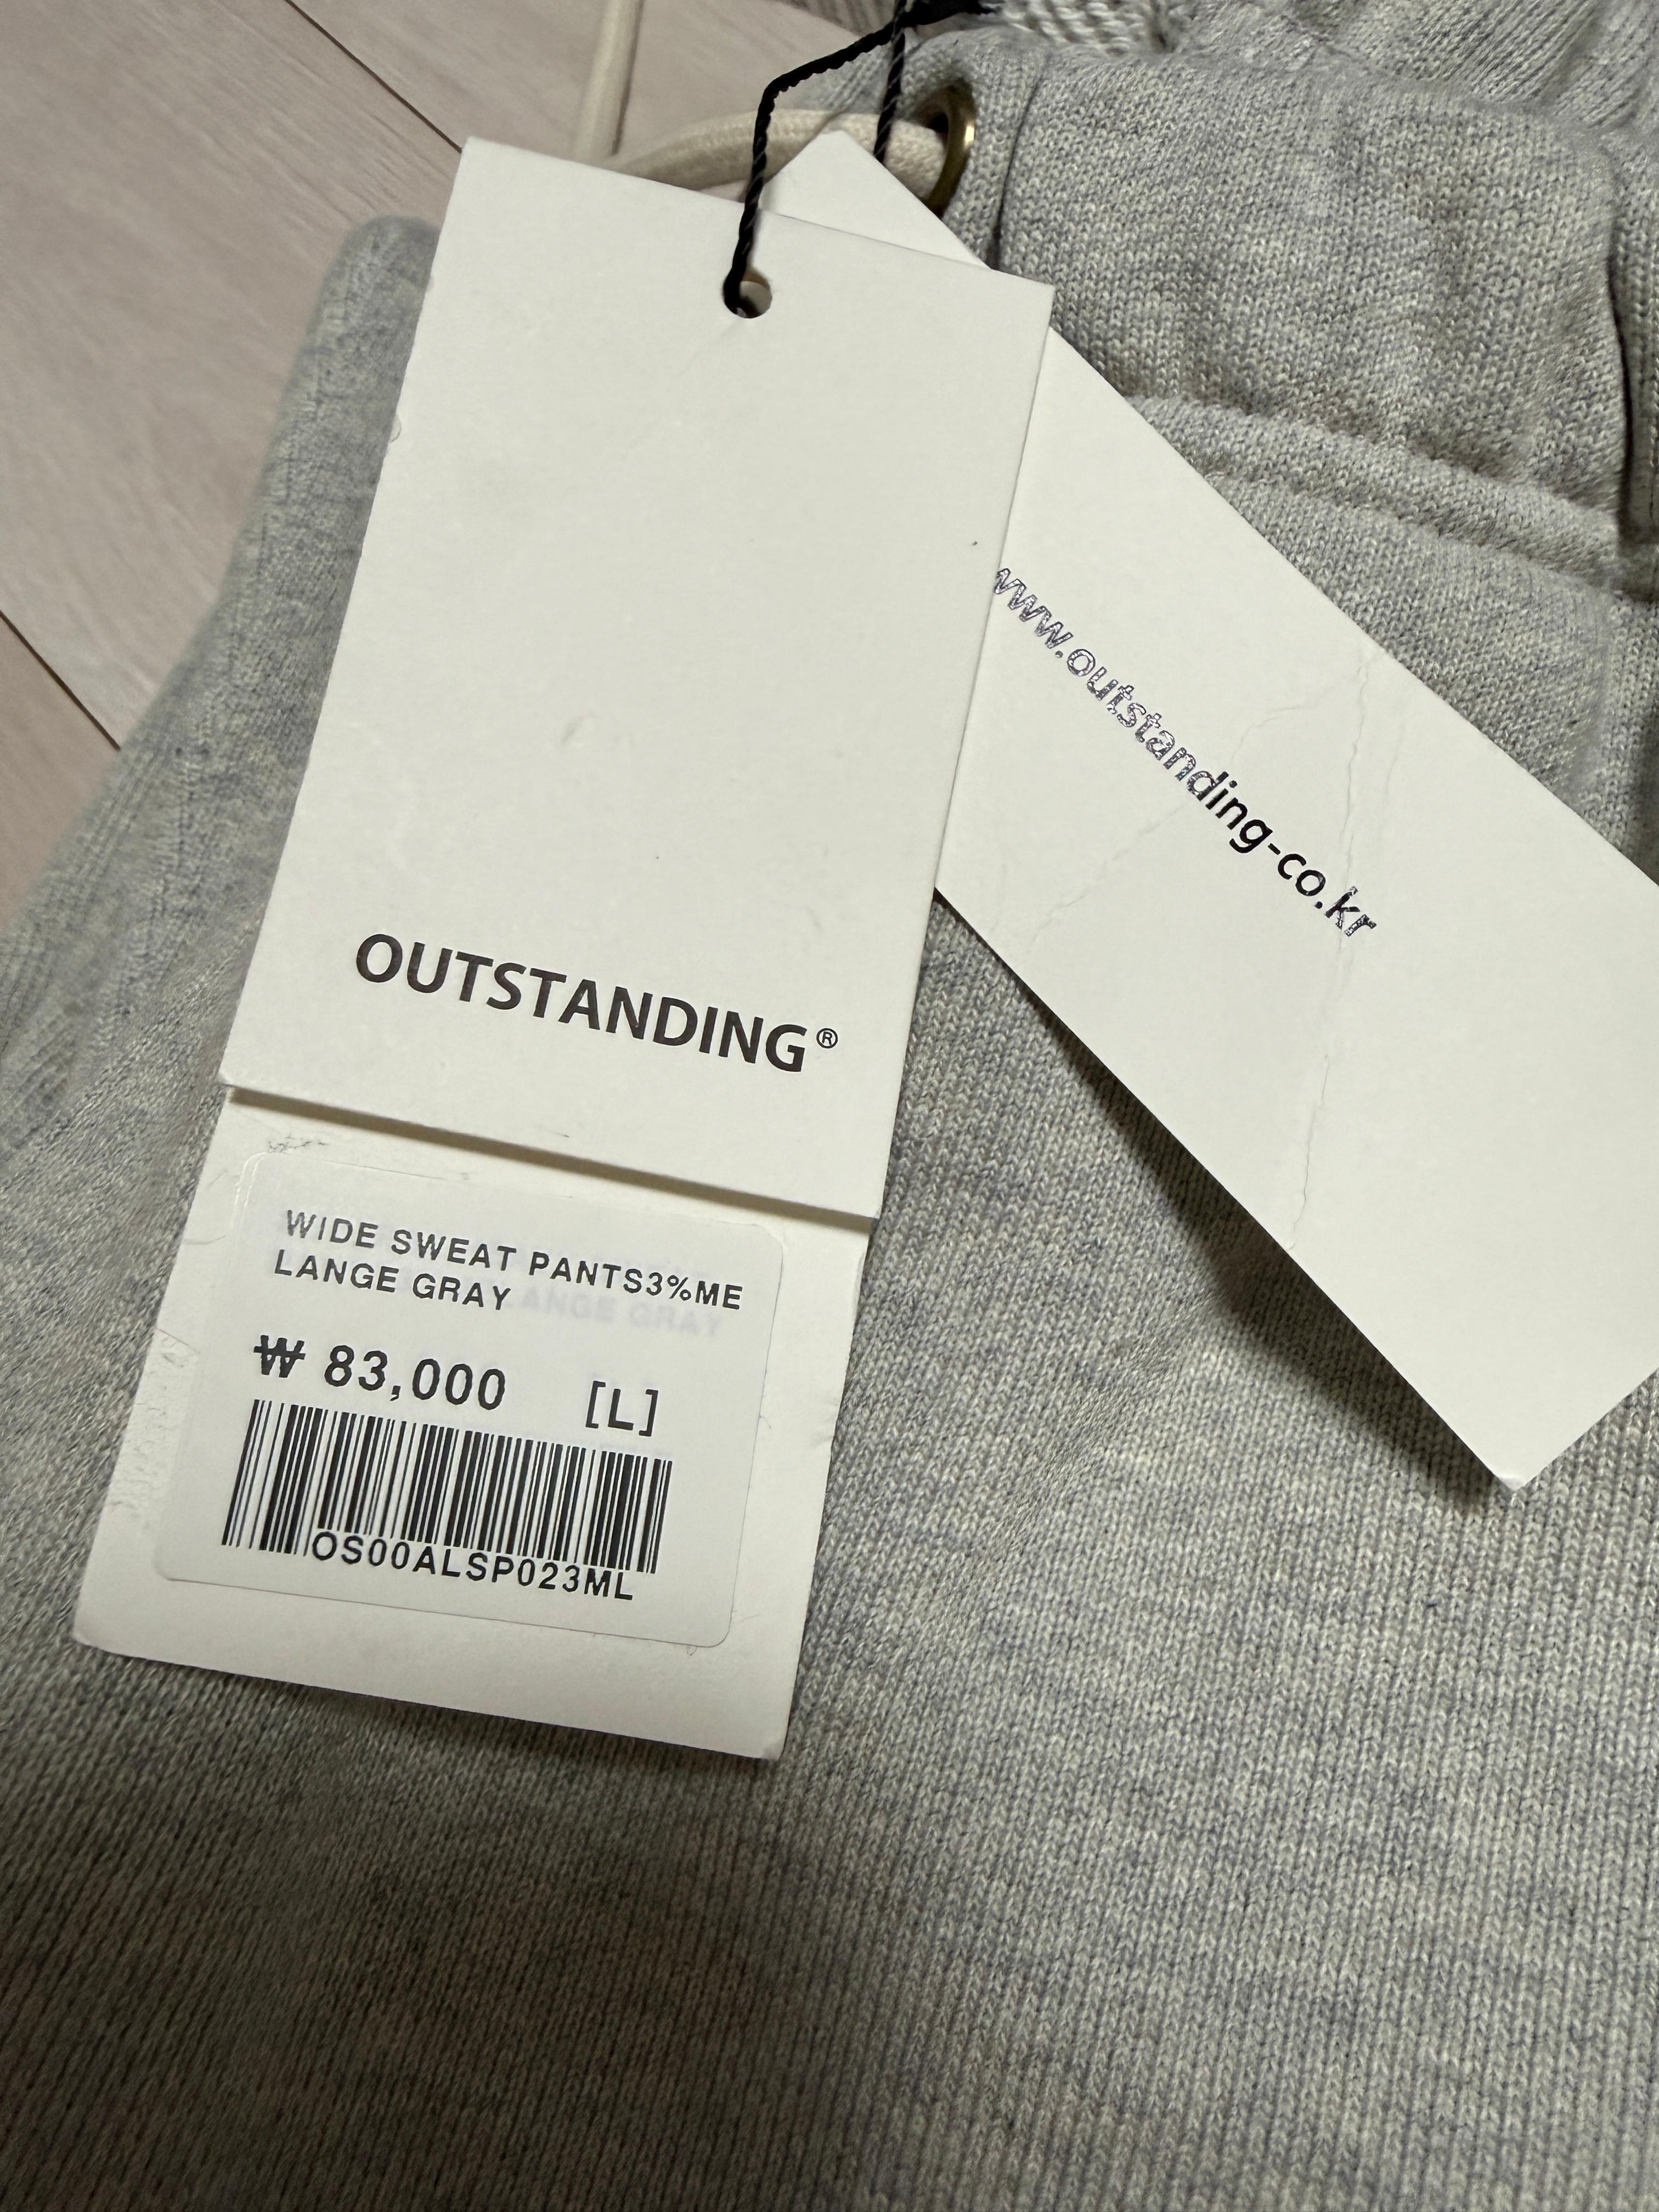 OUTSTANDING®
www.outstanding-co.kr
WIDE SWEAT PANTS3%ME
LANGE GRAY
₩ 83,000 [L]
OS00ALSP023ML